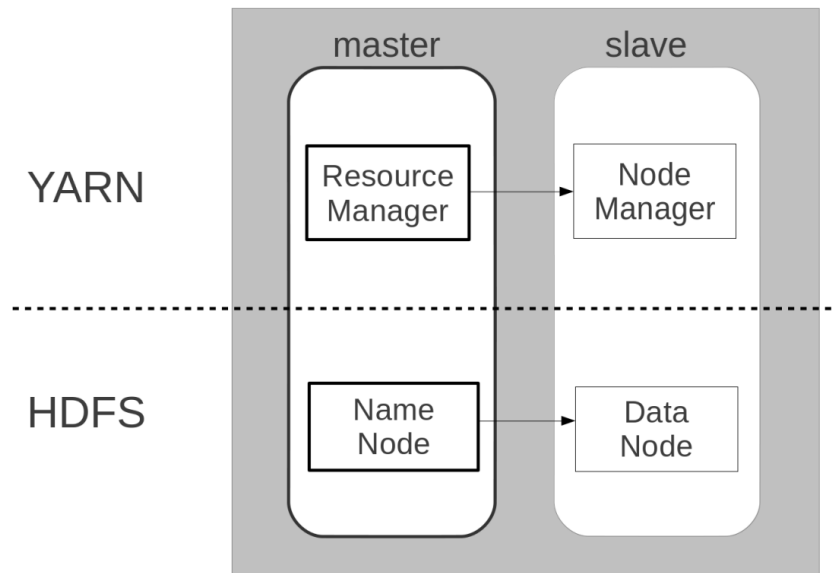 master
slave
YARN
Resource
Manager
Node
Manager
HDFS
Name
Node
Data
Node